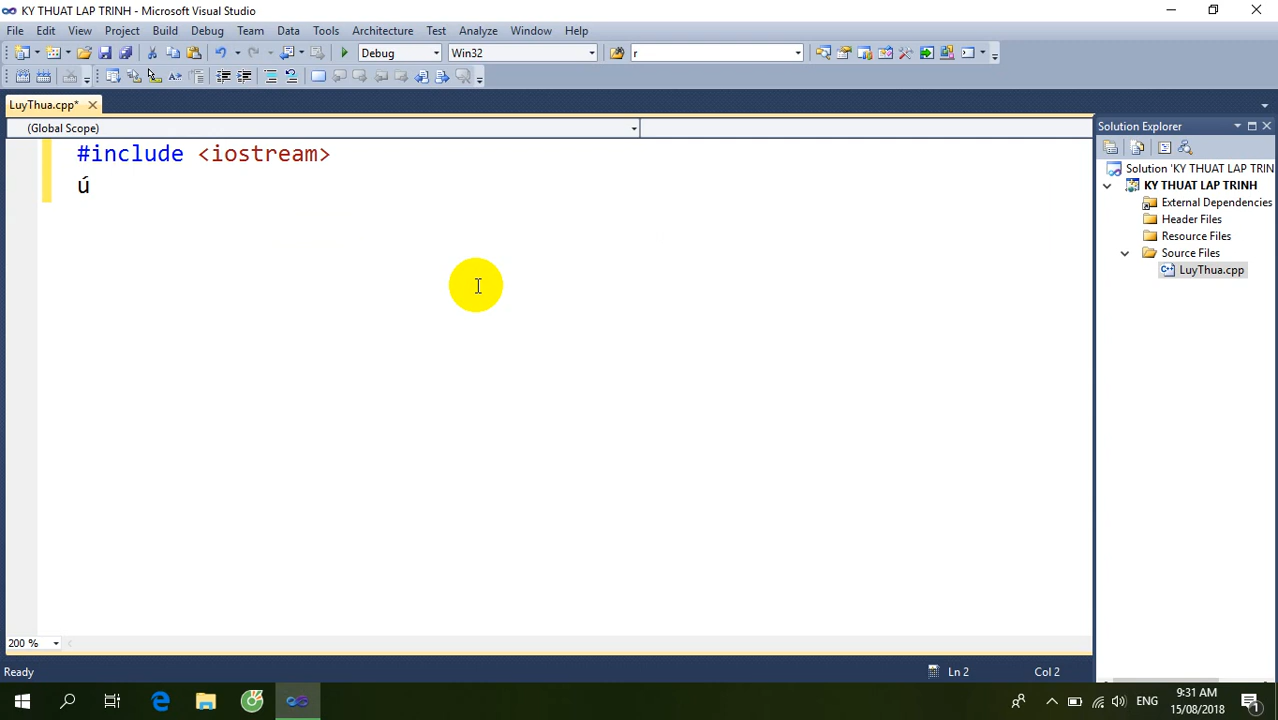 KY THUAT LAP TRINH - Microsoft Visual Studio
File Edit View Project Build Debug Team Data Tools Architecture Test Analyze Window Help
Debug Win32 r
LuyThua.cpp*
(Global Scope)
#include <iostream>
ú
Solution Explorer
Solution 'KY THUAT LAP TRIN
KY THUAT LAP TRINH
External Dependencies
Header Files
Resource Files
Source Files
LuyThua.cpp
200 %
Ready Ln 2 Col 2
ENG
9:31 AM
15/08/2018
1